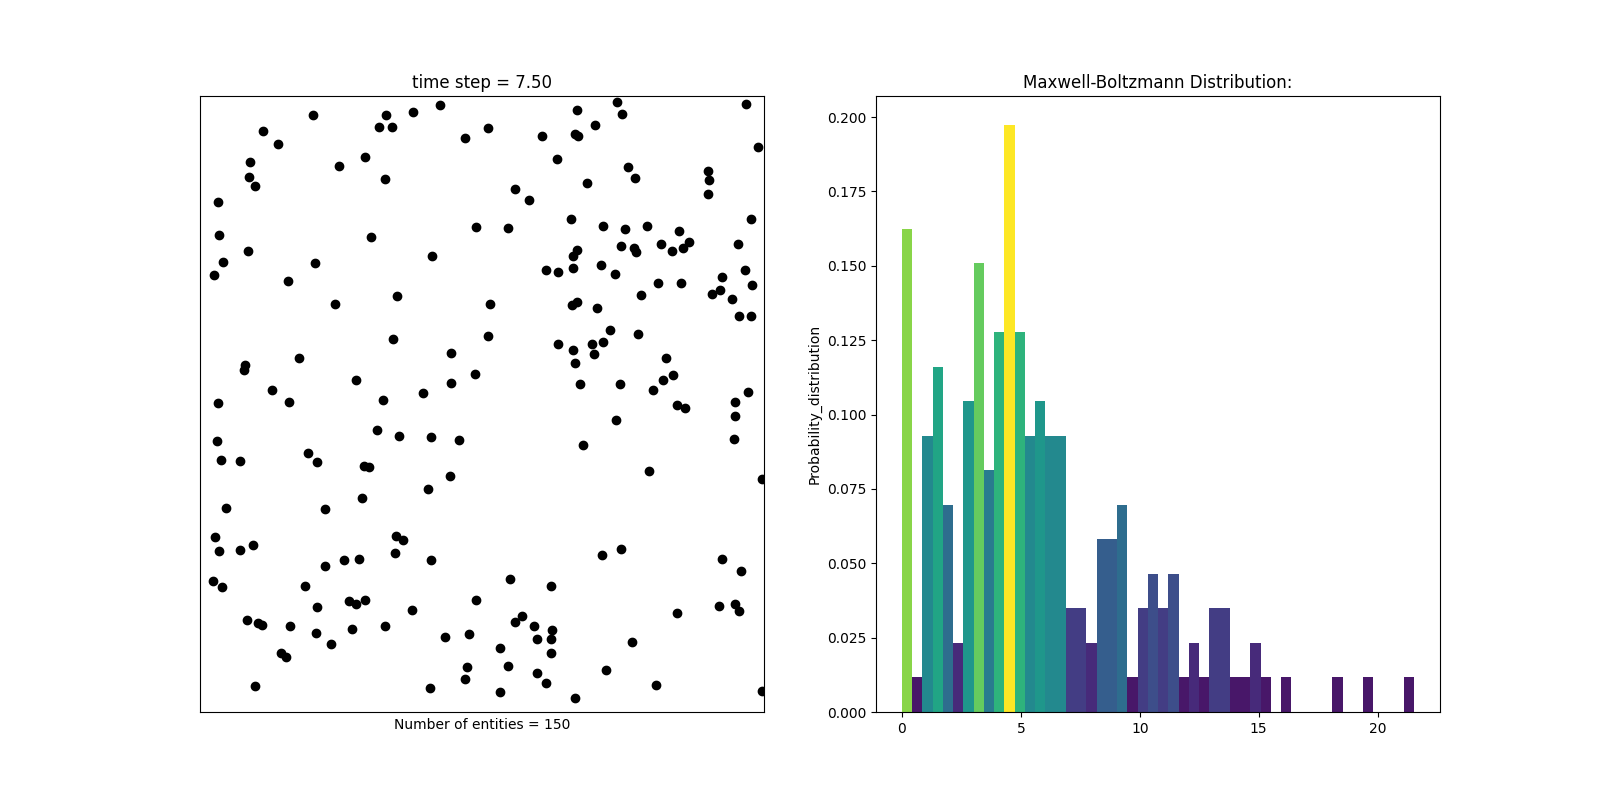 time step = 7.50
Number of entities = 150
Maxwell-Boltzmann Distribution:
Probability_distribution
0.200
0.175
0.150
0.125
0.100
0.075
0.050
0.025
0.000
0 5 10 15 20